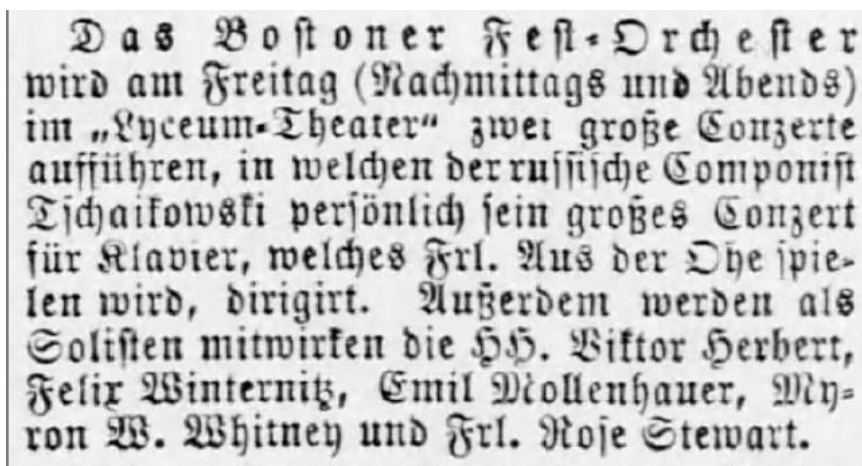 Das Bostoner Fest-Orchester
wird am Freitag (Nachmittags und Abends)
im „Lyceum-Theater“ zwei große Conzerte
aufführen, in welchen der russische Componist
Tschaikowski persönlich sein großes Conzert
für Klavier, welches Frl. Aus der Ohe spie-
len wird, dirigirt. Außerdem werden als
Solisten mitwirken die HH. Viktor Herbert,
Felix Winternitz, Emil Mollenhauer, My-
ron W. Whitney und Frl. Rose Stewart.